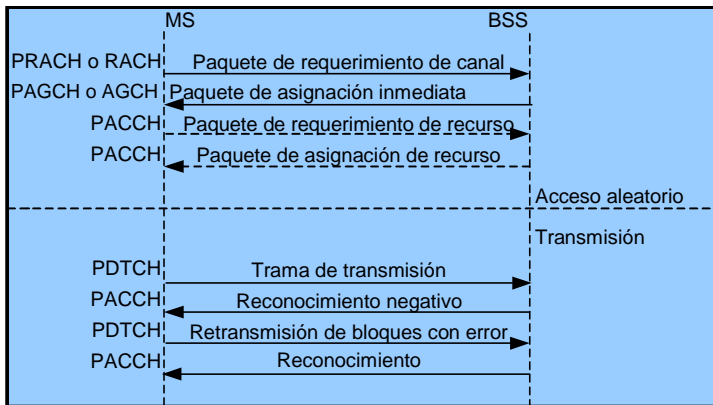 MS BSS
PRACH o RACH Paquete de requerimiento de canal
PAGCH o AGCH Paquete de asignación inmediata
PACCH Paquete de requerimiento de recurso
PACCH Paquete de asignación de recurso
Acceso aleatorio
Transmisión
PDTCH Trama de transmisión
PACCH Reconocimiento negativo
PDTCH Retransmisión de bloques con error
PACCH Reconocimiento